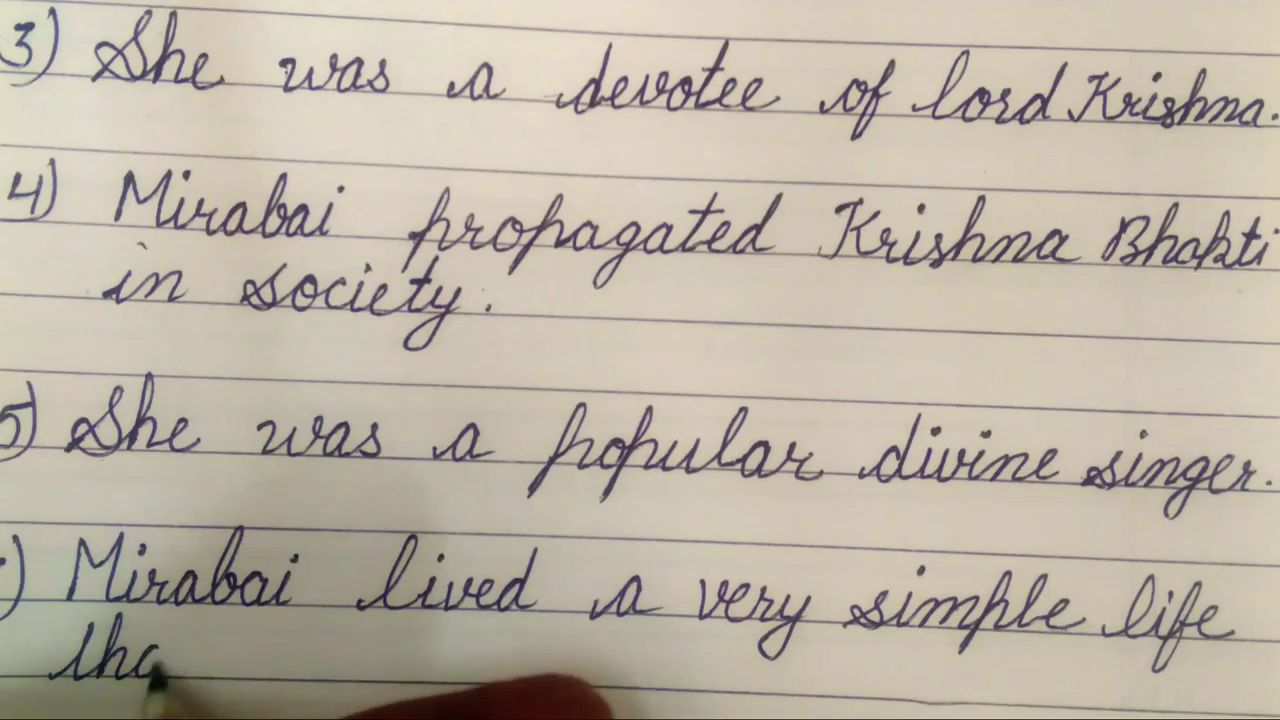 3) She was a devotee of lord Krishna.
4) Mirabai propagated Krishna Bhakti
in society.
5) She was a popular divine singer.
) Mirabai lived a very simple life